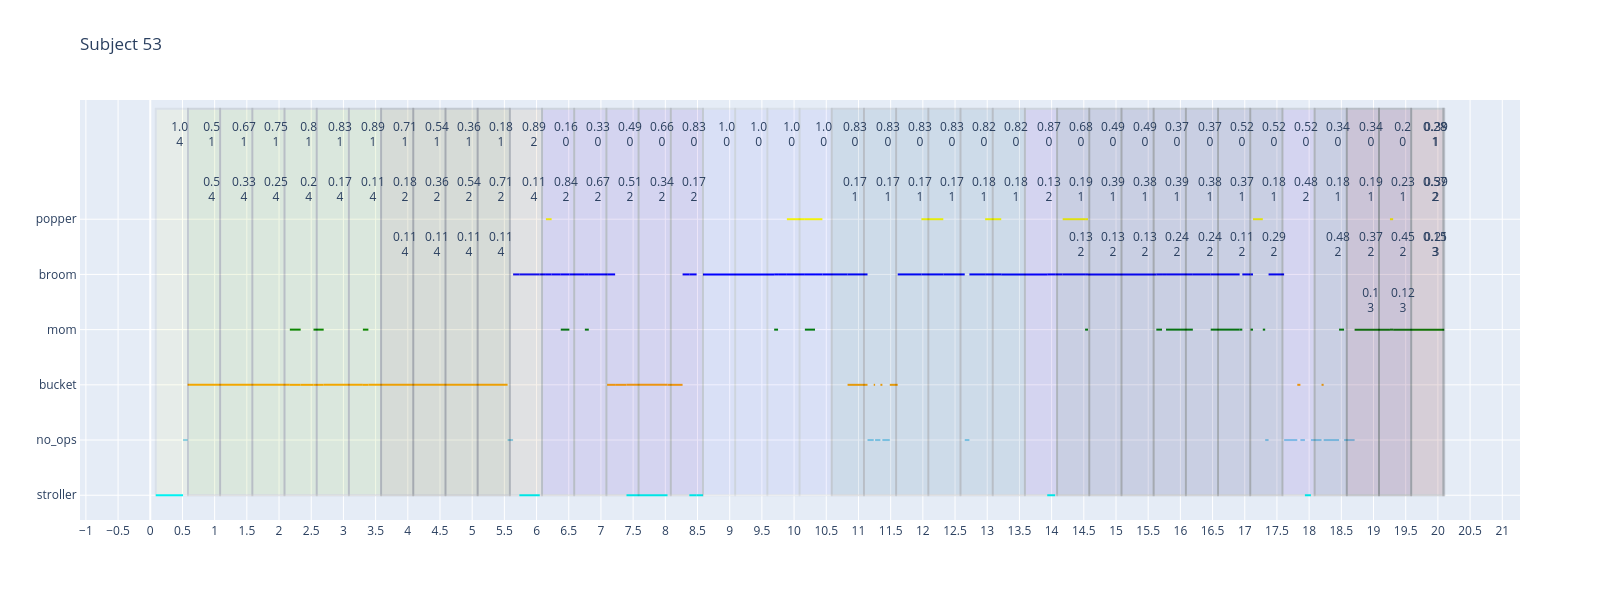 Subject 53
1.0 0.5 0.67 0.75 0.8 0.83 0.89 0.71 0.54 0.36 0.18 0.89 0.16 0.33 0.49 0.66 0.83 1.0 1.0 1.0 1.0 0.83 0.83 0.83 0.83 0.82 0.82 0.87 0.68 0.49 0.49 0.37 0.37 0.52 0.52 0.52 0.34 0.34 0.2
4 1 1 1 1 1 1 1 1 1 1 2 0 0 0 0 0 0 0 0 0 0 0 0 0 0 0 0 0 0 0 0 0 0 0 0 0 0 0 1
0.5 0.33 0.25 0.2 0.17 0.11 0.18 0.36 0.54 0.71 0.11 0.84 0.67 0.51 0.34 0.17 0.17 0.17 0.17 0.17 0.18 0.18 0.13 0.19 0.39 0.38 0.39 0.38 0.37 0.18 0.48 0.18 0.19 0.23
4 4 4 4 4 4 2 2 2 2 4 2 2 2 2 2 1 1 1 1 1 1 2 1 1 1 1 1 1 1 2 1 1 1 2
popper
0.11 0.11 0.11 0.11 0.13 0.13 0.13 0.24 0.24 0.11 0.29 0.48 0.37 0.45
4 4 4 4 2 2 2 2 2 2 2 2 2 2 3
broom
0.1 0.12
3 3
mom
bucket
no_ops
stroller
−1 −0.5 0 0.5 1 1.5 2 2.5 3 3.5 4 4.5 5 5.5 6 6.5 7 7.5 8 8.5 9 9.5 10 10.5 11 11.5 12 12.5 13 13.5 14 14.5 15 15.5 16 16.5 17 17.5 18 18.5 19 19.5 20 20.5 21